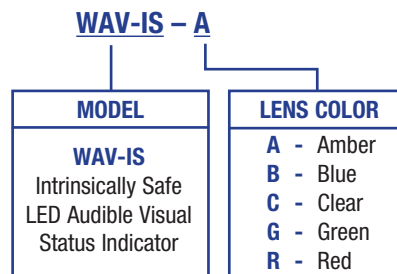 WAV-IS – A
MODEL
WAV-IS
Intrinsically Safe
LED Audible Visual
Status Indicator
LENS COLOR
A - Amber
B - Blue
C - Clear
G - Green
R - Red